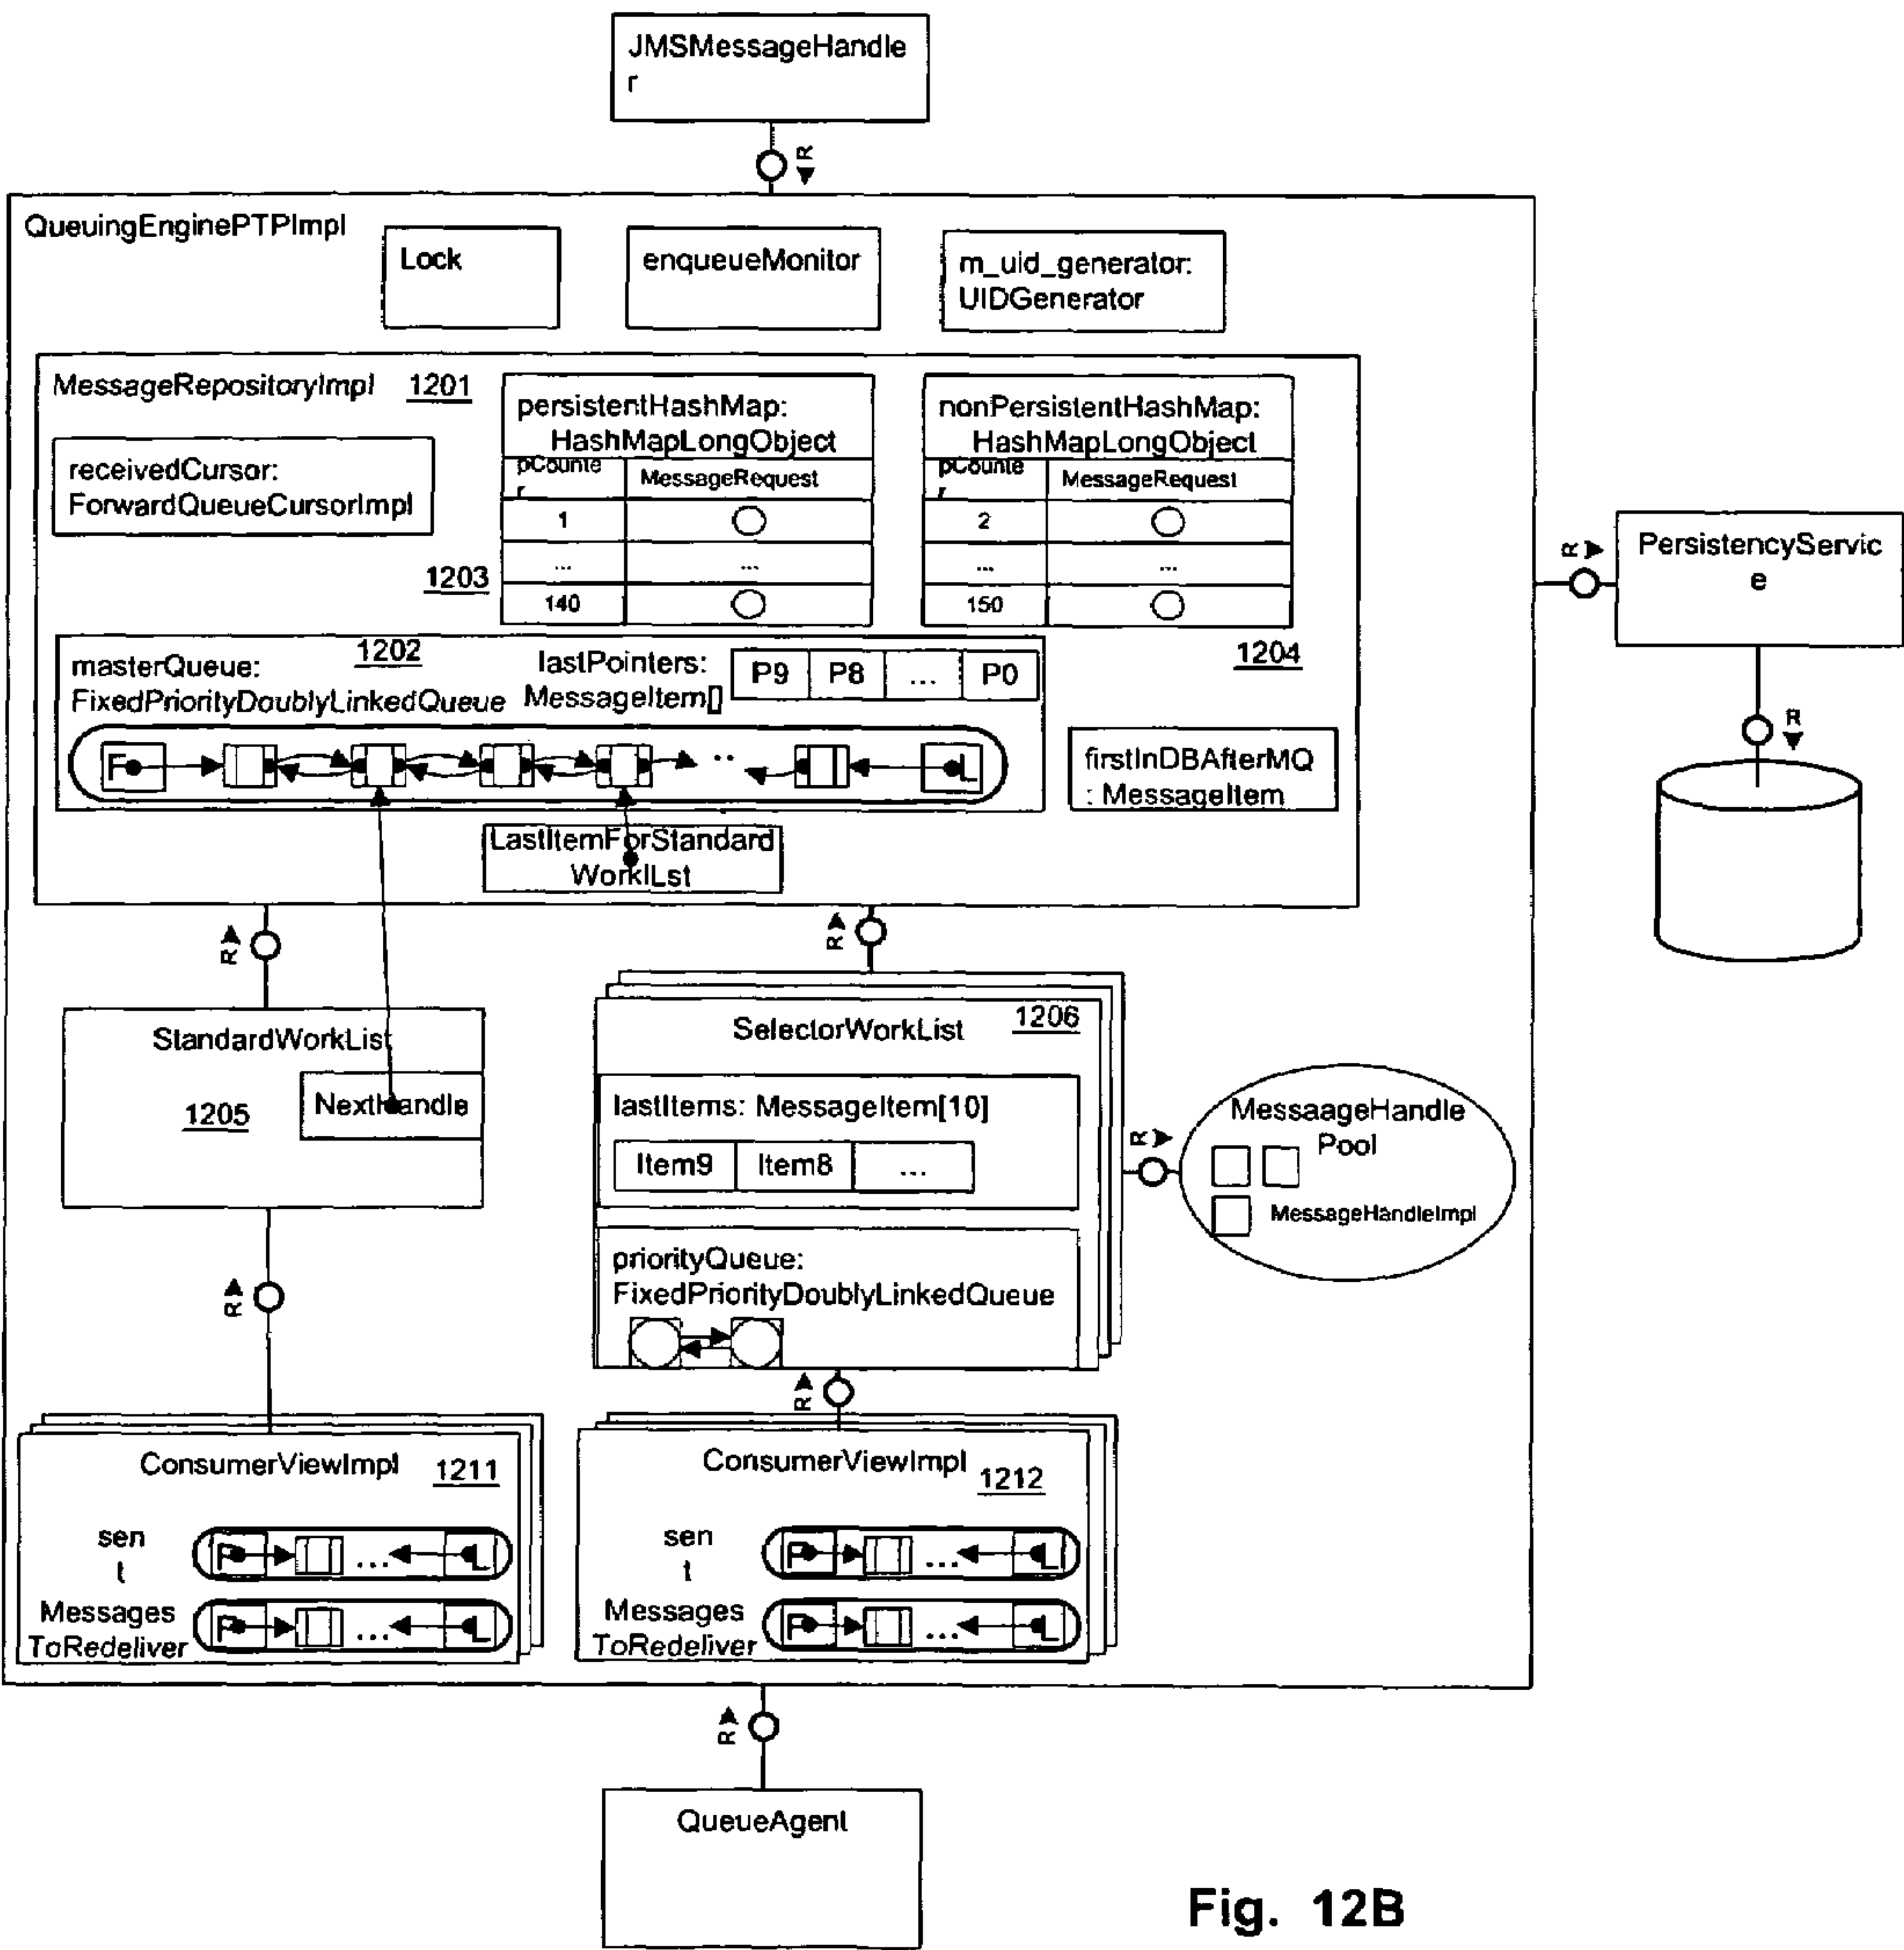 JMSMessageHandle
r
R
QueuingEnginePTPImpl
Lock
enqueueMonitor
m_uid_generator:
UIDGenerator
MessageRepositoryImpl 1201
receivedCursor:
ForwardQueueCursorImpl
persistentHashMap:
HashMapLongObject
pCounte
r
MessageRequest
1
...
...
140
1203
nonPersistentHashMap:
HashMapLongObject
pCounte
r
MessageRequest
2
...
...
150
1204
R
PersistencyServic
e
R
masterQueue:
FixedPriorityDoublyLinkedQueue
1202
lastPointers:
MessageItem[]
P9 P8 ... P0
F
..
L
firstInDBAfterMQ
: MessageItem
LastItemForStandard
WorklLst
R
R
StandardWorkList
1205
NextHandle
SelectorWorkList
1206
lastItems: MessageItem[10]
Item9 Item8 ...
priorityQueue:
FixedPriorityDoublyLinkedQueue
R
MessaageHandle
Pool
MessageHandleImpl
R
R
ConsumerViewImpl
1211
sen
t
F ... L
Messages
ToRedeliver
F ... L
ConsumerViewImpl
1212
sen
t
F ... L
Messages
ToRedeliver
F ... L
R
QueueAgent
Fig. 12B